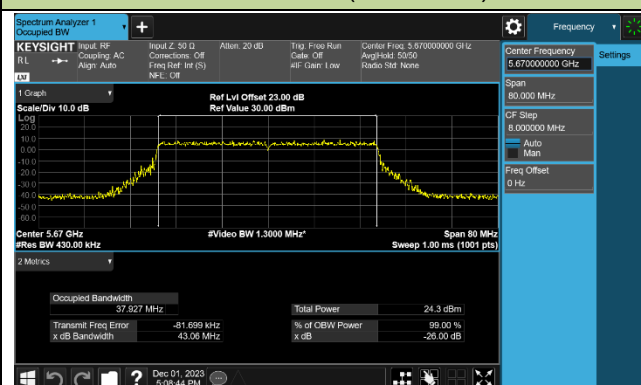 Spectrum Analyzer 1
Occupied BW
Frequency
KEYSIGHT
RL
LXI
Input: RF
Coupling: AC
Align: Auto
Input Z: 50 Ω
Corrections: Off
Freq Ref: Int (S)
NFE: Off
Atten: 20 dB
Trig: Free Run
Gate: Off
#IF Gain: Low
Center Freq: 5.670000000 GHz
Avg|Hold: 50/50
Radio Std: None
Center Frequency
5.670000000 GHz
Settings
Span
80.000 MHz
CF Step
8.000000 MHz
Auto
Man
Freq Offset
0 Hz
1 Graph
Scale/Div 10.0 dB
Ref Lvl Offset 23.00 dB
Ref Value 30.00 dBm
Log
20.0
10.0
0.00
-10.0
-20.0
-30.0
-40.0
-50.0
-60.0
Center 5.67 GHz
#Res BW 430.00 kHz
#Video BW 1.3000 MHz*
Span 80 MHz
Sweep 1.00 ms (1001 pts)
2 Metrics
Occupied Bandwidth
37.927 MHz
Total Power 24.3 dBm
Transmit Freq Error -81.699 kHz
% of OBW Power 99.00 %
x dB Bandwidth 43.06 MHz
x dB -26.00 dB
?
Dec 01, 2023
5:08:44 PM